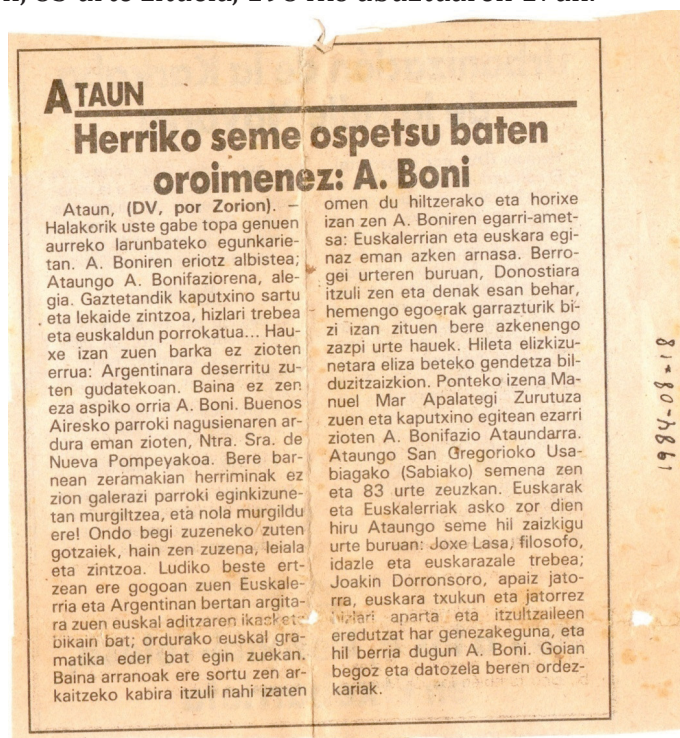 ATAUN
Herriko seme ospetsu baten
oroimenez: A. Boni
Ataun, (DV, por Zorion). —
Halakorik uste gabe topa genuen
aurreko larunbateko egunkarie-
tan. A. Boniren eriotz albistea;
Ataungo A. Bonifaziorena, ale-
gia. Gaztetandik kaputxino sartu
eta lekaide zintzoa, hizlari trebea
eta euskaldun porrokatua... Hau-
xe izan zuen barka ez zioten
errua: Argentinara deserritu zu-
ten gudatekoan. Baina ez zen
eza aspiko orria A. Boni. Buenos
Airesko parroki nagusienaren ar-
dura eman zioten, Ntra. Sra. de
Nueva Pompeyakoa. Bere bar-
nean zeramakian herriminak ez
zion galerazi parroki eginkizune-
tan murgiltzea, eta nola murgildu
ere! Ondo begi zuzeneko zuten
gotzaiek, hain zen zuzena, leiala
eta zintzoa. Ludiko beste ert-
zean ere gogoan zuen Euskale-
rria eta Argentinan bertan argita-
ra zuen euskal aditzaren ikasketa
bikain bat; ordurako euskal gra-
matika eder bat egin zuekan.
Baina arranoak ere sortu zen ar-
kaitzeko kabira itzuli nahi izaten
omen du hiltzerako eta horixe
izan zen A. Boniren egarri-amet-
sa: Euskalerrian eta euskara egi-
naz eman azken arnasa. Berro-
gei urteren buruan, Donostiara
itzuli zen eta denak esan behar,
hemengo egoerak garrazturik bi-
zi izan zituen bere azkenengo
zazpi urte hauek. Hileta elizkizu-
netara eliza beteko gendetza bil-
duzitzaizkion. Ponteko izena Ma-
nuel Mar Apalategi Zurutuza
zuen eta kaputxino egitean ezarri
zioten A. Bonifazio Ataundarra.
Ataungo San Gregorioko Usa-
biagako (Sabiako) semena zen
eta 83 urte zeuzkan. Euskarak
eta Euskalerriak asko zor dien
hiru Ataungo seme hil zaizkigu
urte buruan: Joxe Lasa, filosofo,
idazle eta euskarazale trebea;
Joakin Dorronsoro, apaiz jato-
rra, euskara txukun eta jatorrez
hizlari aparta eta itzultzaileen
eredutzat har genezakeguna, eta
hil berria dugun A. Boni. Goian
begoz eta datozela beren ordez-
kariak.
1984-08-18